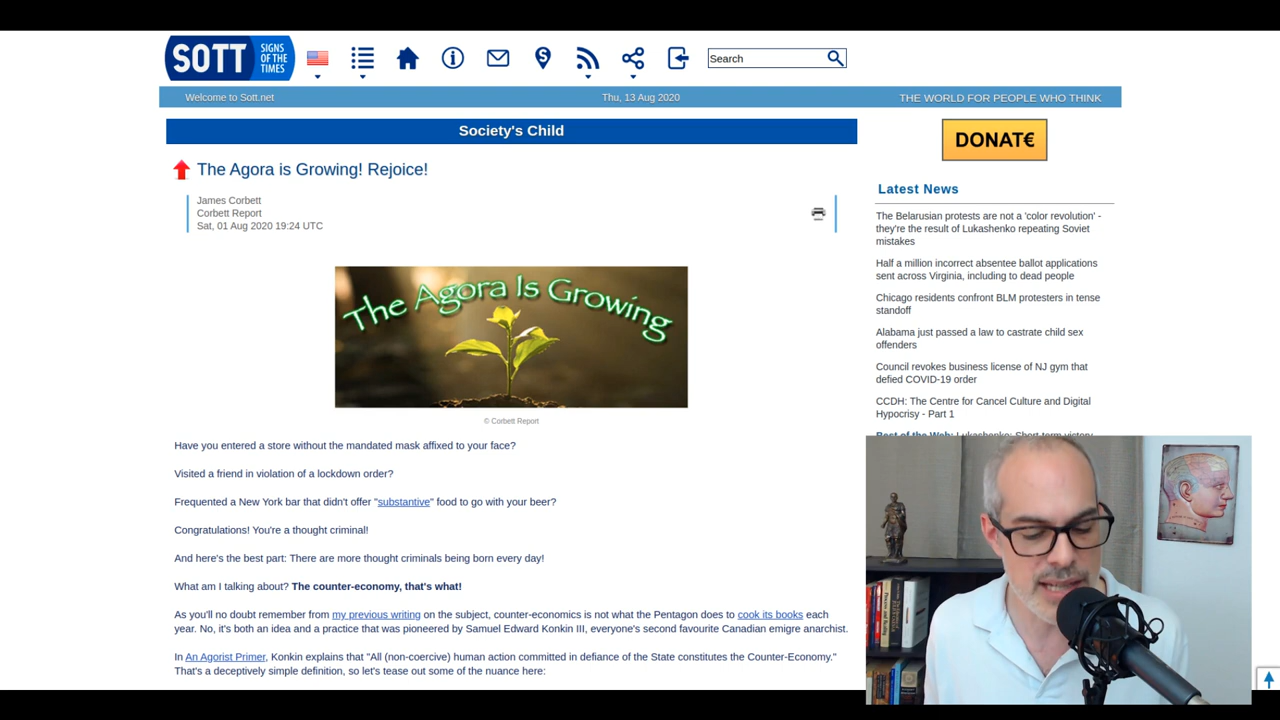 SOTT
SIGNS
OF THE
TIMES
Search
Welcome to Sott.net
Thu, 13 Aug 2020
THE WORLD FOR PEOPLE WHO THINK
Society's Child
The Agora is Growing! Rejoice!
James Corbett
Corbett Report
Sat, 01 Aug 2020 19:24 UTC
The Agora Is Growing
© Corbett Report
Have you entered a store without the mandated mask affixed to your face?
Visited a friend in violation of a lockdown order?
Frequented a New York bar that didn't offer "substantive" food to go with your beer?
Congratulations! You're a thought criminal!
And here's the best part: There are more thought criminals being born every day!
What am I talking about? The counter-economy, that's what!
As you'll no doubt remember from my previous writing on the subject, counter-economics is not what the Pentagon does to cook its books each
year. No, it's both an idea and a practice that was pioneered by Samuel Edward Konkin III, everyone's second favourite Canadian emigre anarchist.
In An Agorist Primer, Konkin explains that "All (non-coercive) human action committed in defiance of the State constitutes the Counter-Economy."
That's a deceptively simple definition, so let's tease out some of the nuance here:
DONAT€
Latest News
The Belarusian protests are not a 'color revolution' -
they're the result of Lukashenko repeating Soviet
mistakes
Half a million incorrect absentee ballot applications
sent across Virginia, including to dead people
Chicago residents confront BLM protesters in tense
standoff
Alabama just passed a law to castrate child sex
offenders
Council revokes business license of NJ gym that
defied COVID-19 order
CCDH: The Centre for Cancel Culture and Digital
Hypocrisy - Part 1
Best of the Web: Lukashenko: Short-term victory